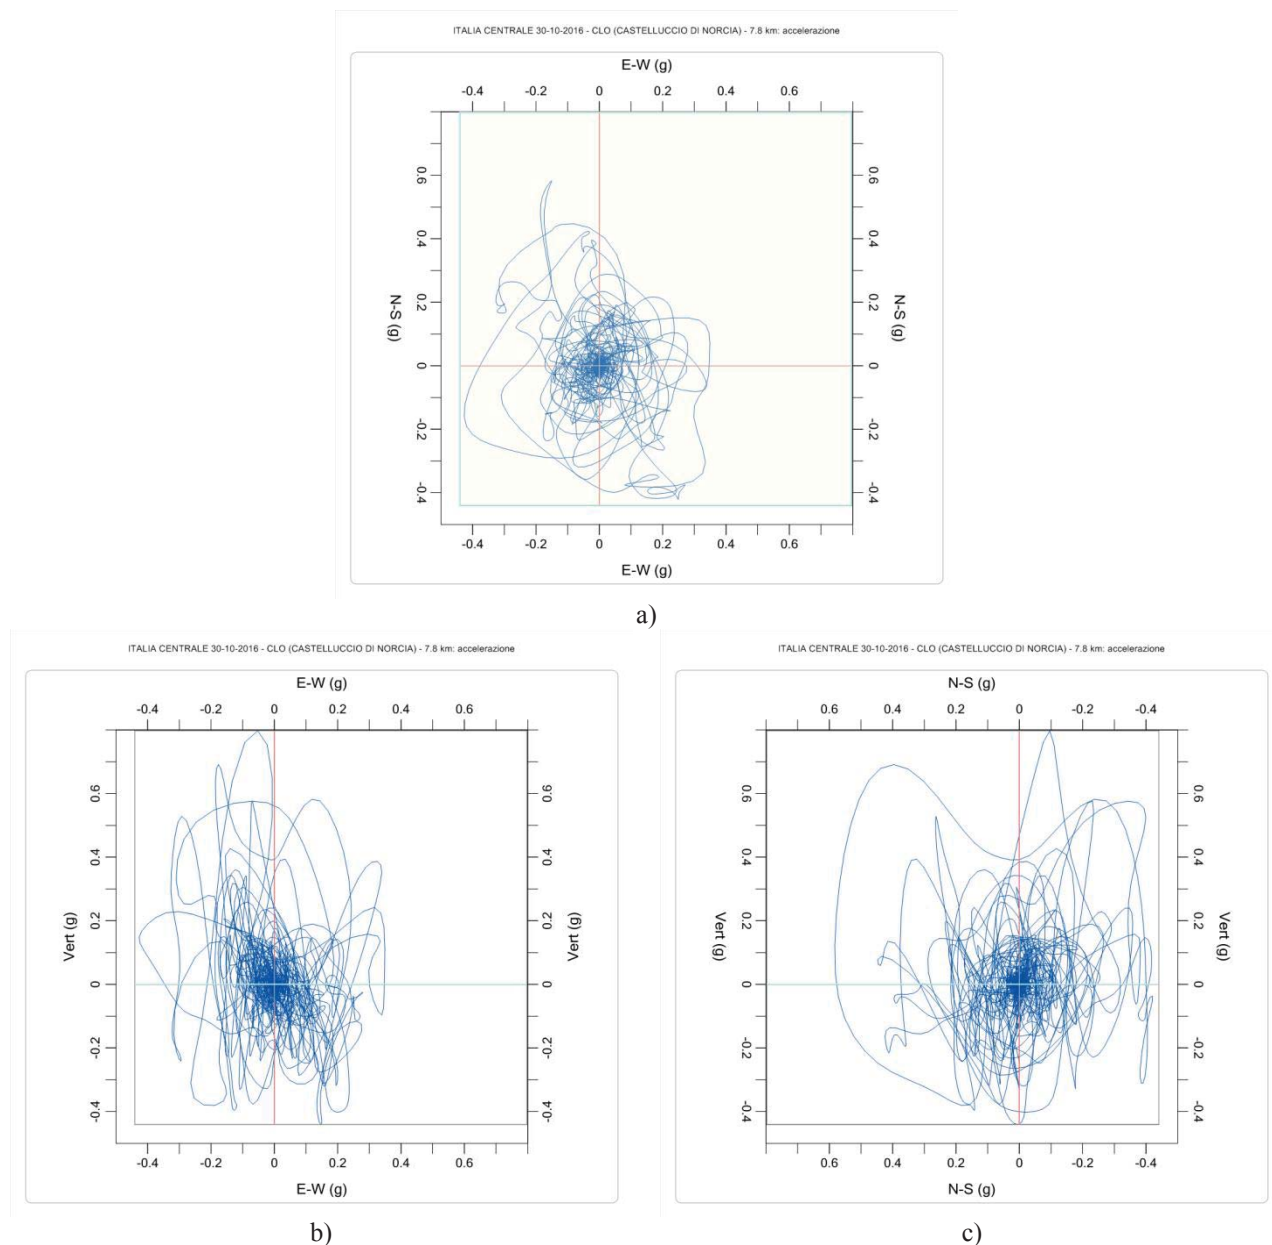 ITALIA CENTRALE 30-10-2016 - CLO (CASTELLUCCIO DI NORCIA) - 7.8 km: accelerazione
E-W (g)
-0.4 -0.2 0 0.2 0.4 0.6
N-S (g)
0.6
0.4
0.2
0
-0.2
-0.4
N-S (g)
0.6
0.4
0.2
0
-0.2
-0.4
-0.4 -0.2 0 0.2 0.4 0.6
E-W (g)
a)
ITALIA CENTRALE 30-10-2016 - CLO (CASTELLUCCIO DI NORCIA) - 7.8 km: accelerazione
E-W (g)
-0.4 -0.2 0 0.2 0.4 0.6
Vert (g)
0.6
0.4
0.2
0
-0.2
-0.4
Vert (g)
0.6
0.4
0.2
0
-0.2
-0.4
-0.4 -0.2 0 0.2 0.4 0.6
E-W (g)
b)
ITALIA CENTRALE 30-10-2016 - CLO (CASTELLUCCIO DI NORCIA) - 7.8 km: accelerazione
N-S (g)
0.6 0.4 0.2 0 -0.2 -0.4
Vert (g)
0.6
0.4
0.2
0
-0.2
-0.4
Vert (g)
0.6
0.4
0.2
0
-0.2
-0.4
0.6 0.4 0.2 0 -0.2 -0.4
N-S (g)
c)